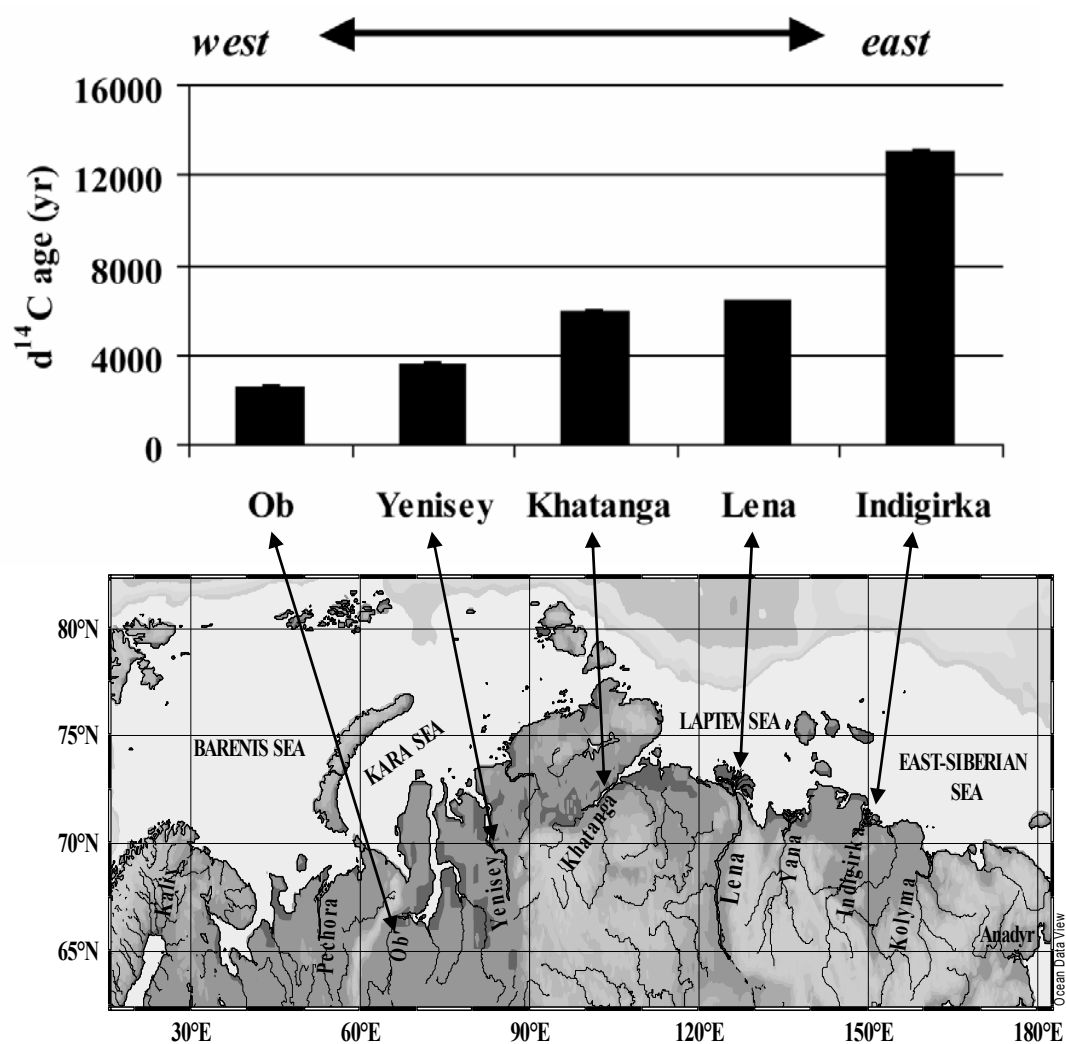 west east
16000
12000
8000
4000
0
d¹⁴C age (yr)
Ob Yenisey Khatanga Lena Indigirka
80°N
75°N
70°N
65°N
BARENTS SEA
KARA SEA
LAPTEV SEA
EAST-SIBERIAN
SEA
Kalix
Pechora
Ob
Yenisey
Khatanga
Lena
Yana
Indigirka
Kolyma
Anadyr
Ocean Data View
30°E 60°E 90°E 120°E 150°E 180°E